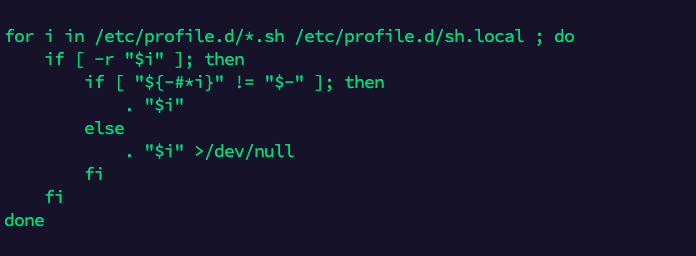 for i in /etc/profile.d/*.sh /etc/profile.d/sh.local ; do
    if [ -r "$i" ]; then
        if [ "${-#*i}" != "$-" ]; then
            . "$i"
        else
            . "$i" >/dev/null
        fi
    fi
done